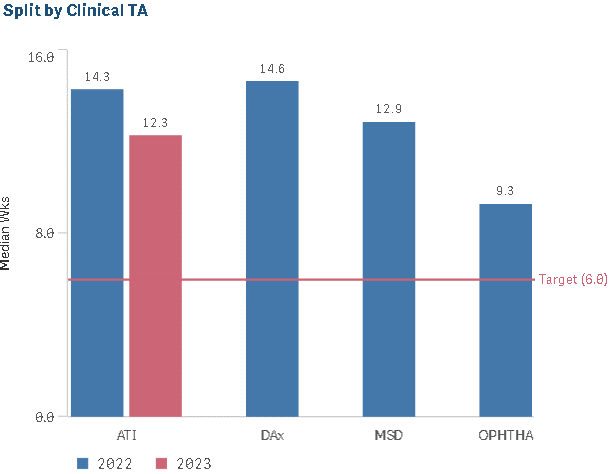 Split by Clinical TA
16.0
14.3
12.3
14.6
12.9
9.3
Median Wks
8.0
Target (6.0)
0.0
ATI
DAx
MSD
OPHTHA
2022
2023